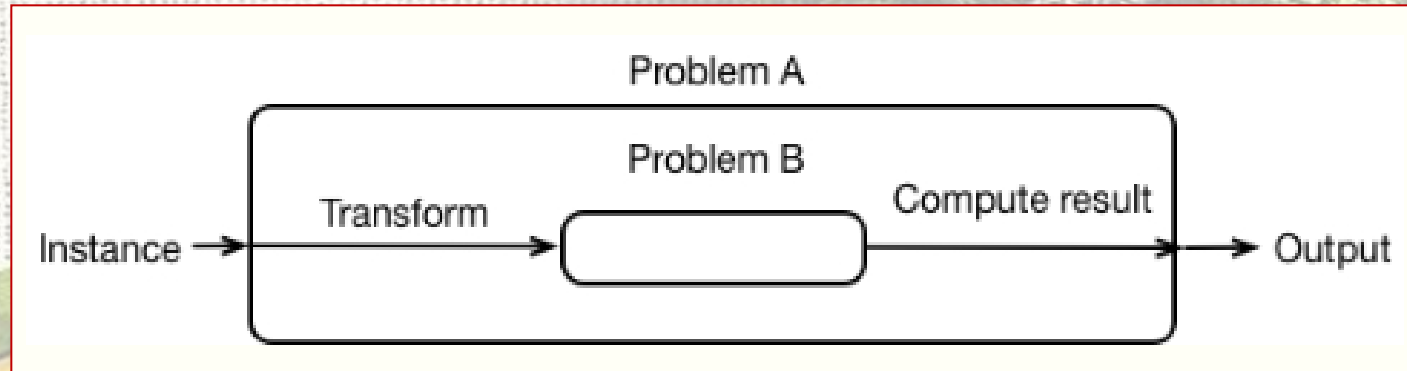 Problem A
Problem B
Transform
Compute result
Instance
Output